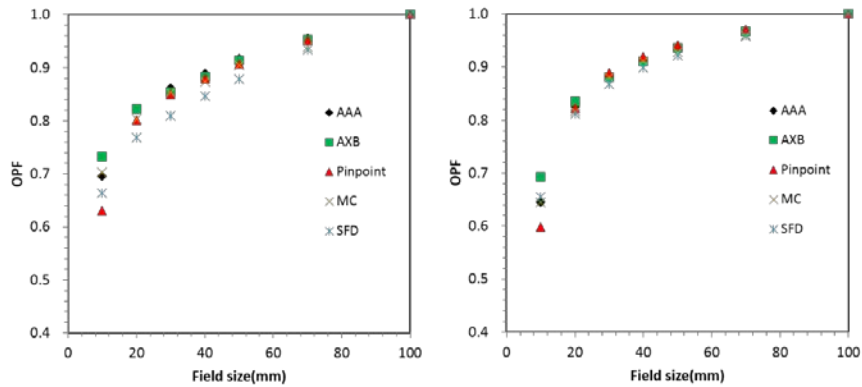 1.0
0.9
0.8
0.7
0.6
0.5
0.4
OPF
0 20 40 60 80 100
Field size(mm)
AAA
AXB
Pinpoint
MC
SFD
1.0
0.9
0.8
0.7
0.6
0.5
0.4
OPF
0 20 40 60 80 100
Field size(mm)
AAA
AXB
Pinpoint
MC
SFD